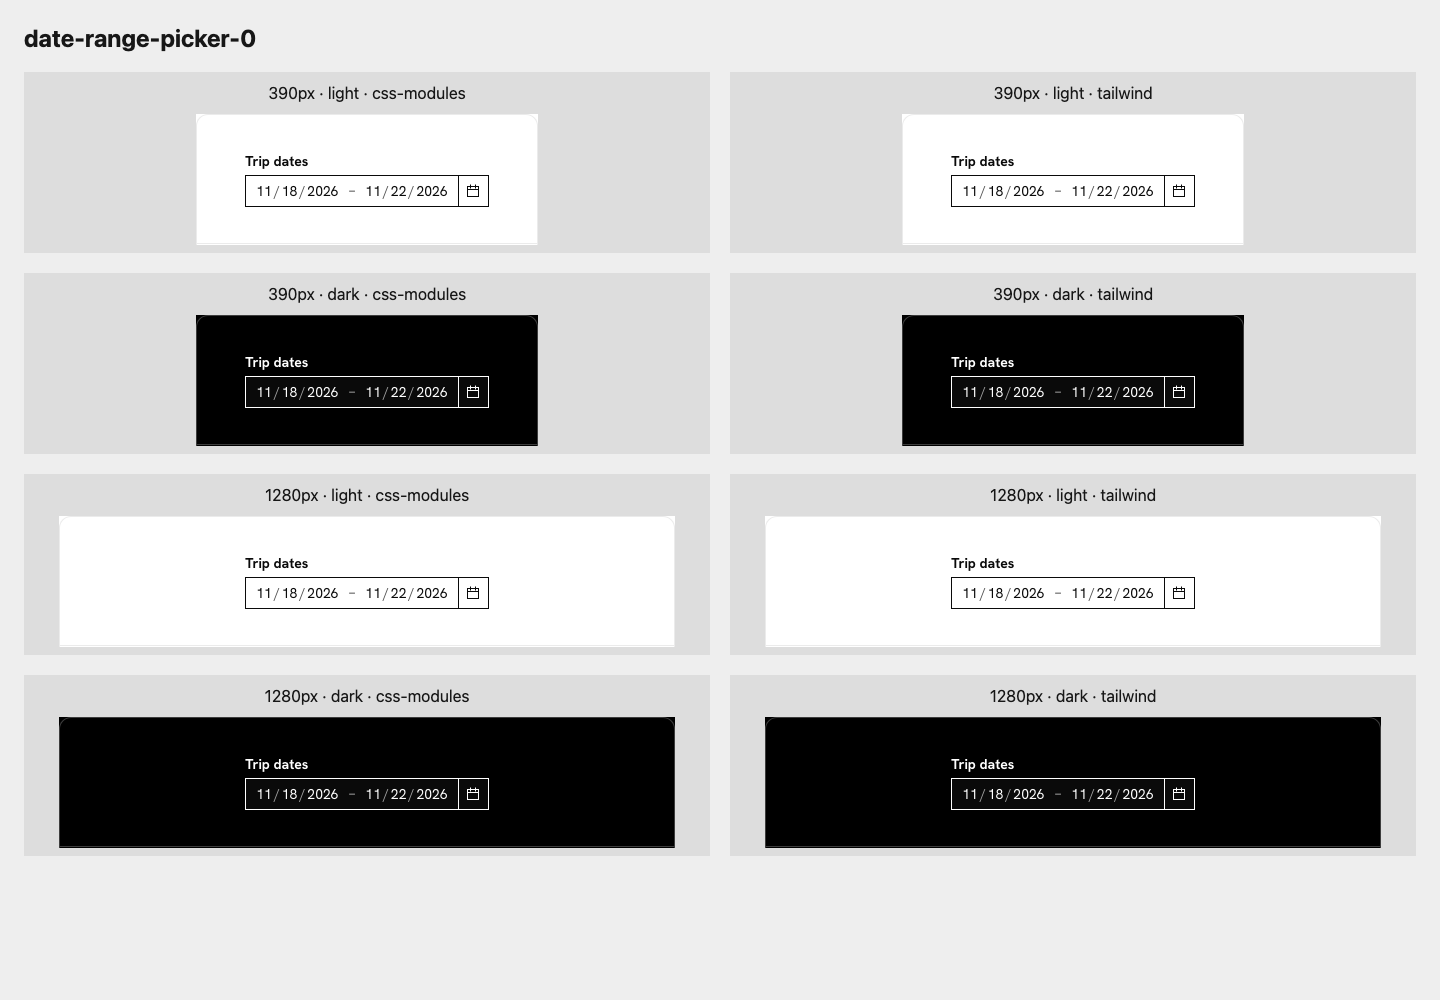 date-range-picker-0
390px · light · css-modules
Trip dates
11/18/2026 – 11/22/2026
390px · light · tailwind
Trip dates
11/18/2026 – 11/22/2026
390px · dark · css-modules
Trip dates
11/18/2026 – 11/22/2026
390px · dark · tailwind
Trip dates
11/18/2026 – 11/22/2026
1280px · light · css-modules
Trip dates
11/18/2026 – 11/22/2026
1280px · light · tailwind
Trip dates
11/18/2026 – 11/22/2026
1280px · dark · css-modules
Trip dates
11/18/2026 – 11/22/2026
1280px · dark · tailwind
Trip dates
11/18/2026 – 11/22/2026